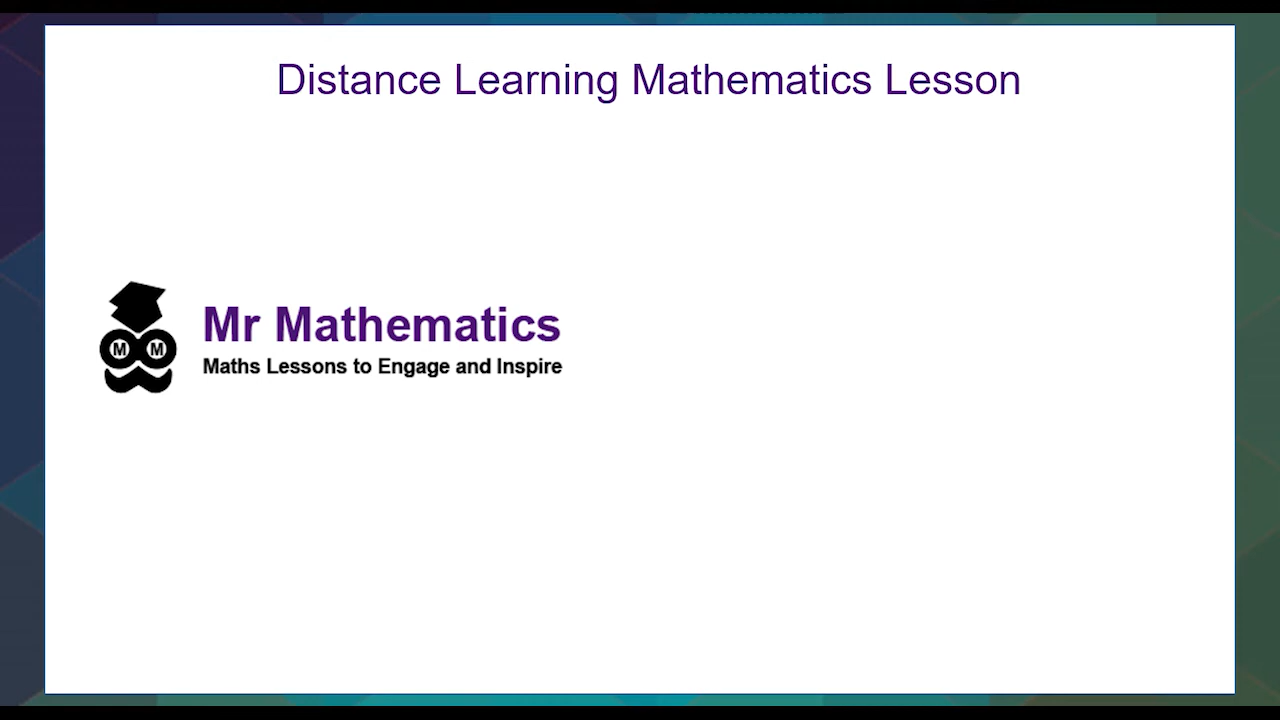 Distance Learning Mathematics Lesson
M M
Mr Mathematics
Maths Lessons to Engage and Inspire